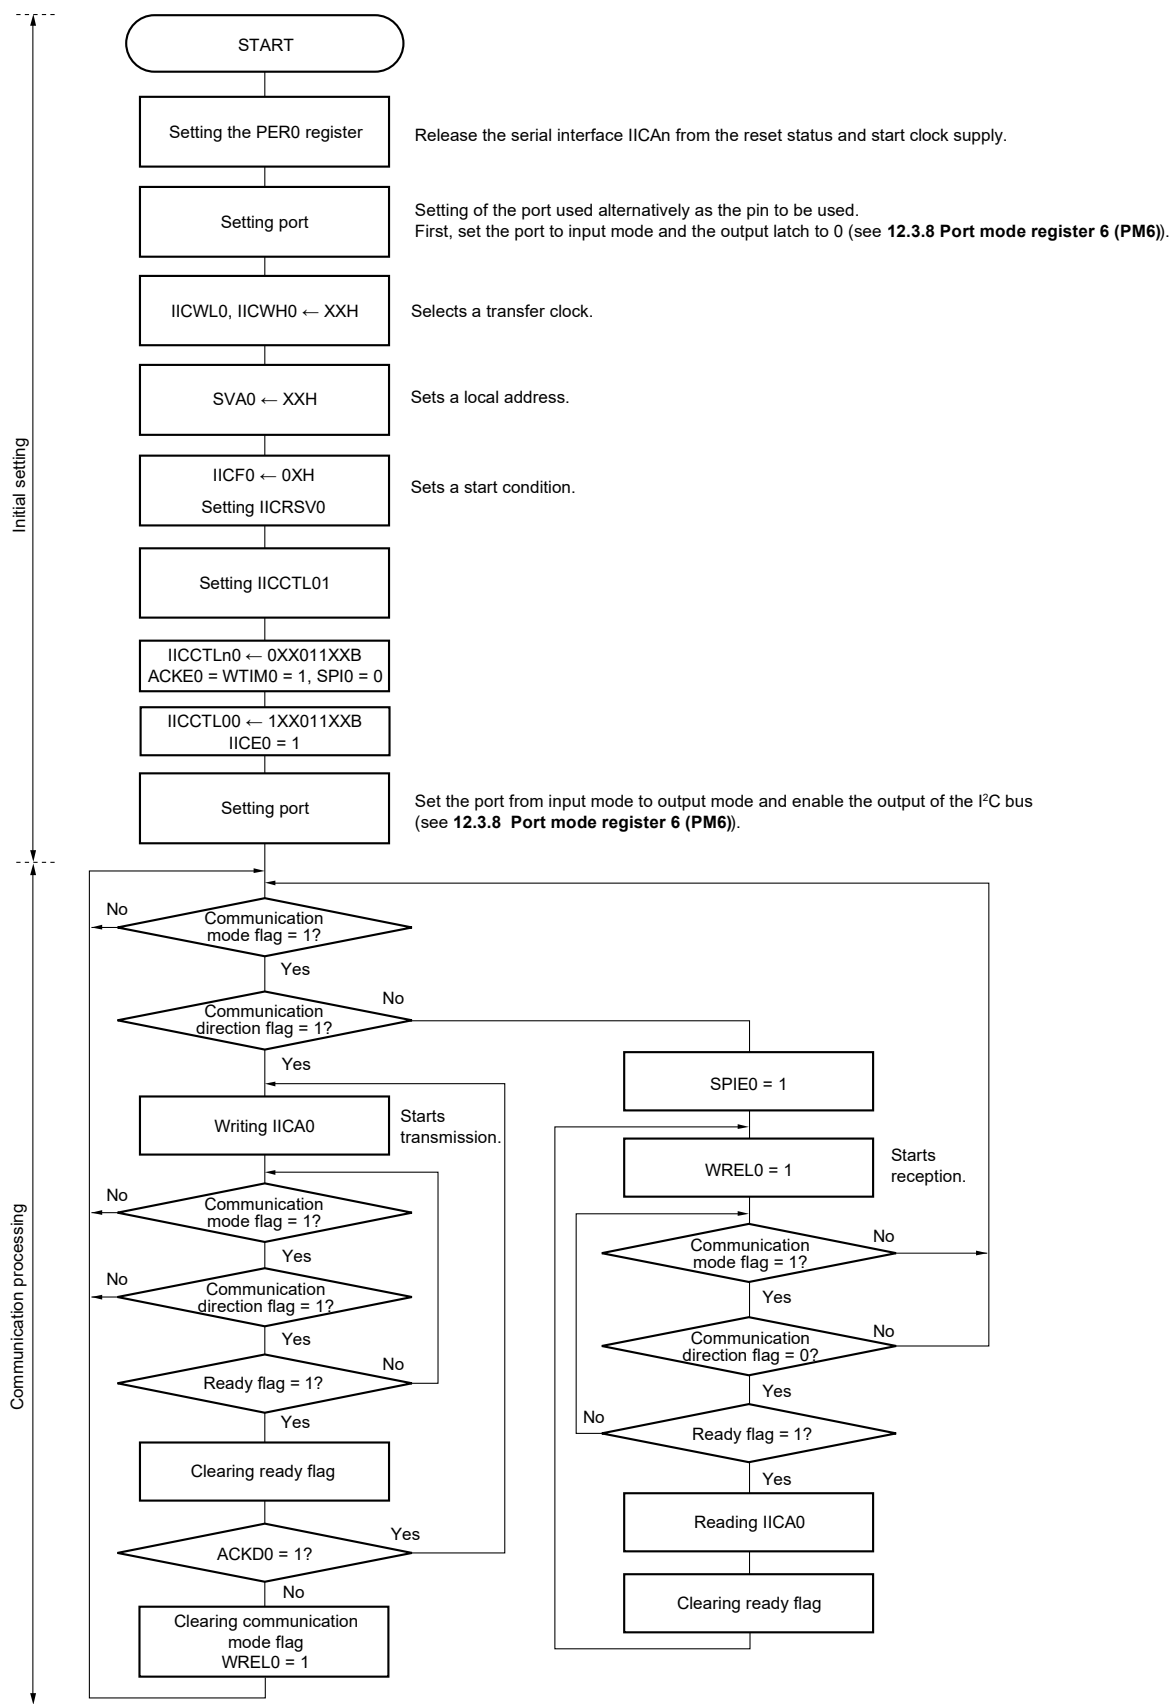 START
Setting the PER0 register
Release the serial interface IICAn from the reset status and start clock supply.
Setting port
Setting of the port used alternatively as the pin to be used.
First, set the port to input mode and the output latch to 0 (see 12.3.8 Port mode register 6 (PM6)).
IICWL0, IICWH0 ← XXH
Selects a transfer clock.
SVA0 ← XXH
Sets a local address.
IICF0 ← 0XH
Setting IICRSV0
Sets a start condition.
Initial setting
Setting IICCTL01
IICCTLn0 ← 0XX011XXB
ACKE0 = WTIM0 = 1, SPI0 = 0
IICCTL00 ← 1XX011XXB
IICE0 = 1
Setting port
Set the port from input mode to output mode and enable the output of the I²C bus
(see 12.3.8 Port mode register 6 (PM6)).
Communication processing
No
Communication
mode flag = 1?
Yes
No
Communication
direction flag = 1?
Yes
Writing IICA0
Starts
transmission.
No
Communication
mode flag = 1?
Yes
No
Communication
direction flag = 1?
Yes
No
Ready flag = 1?
Yes
Clearing ready flag
Yes
ACKD0 = 1?
No
Clearing communication
mode flag
WREL0 = 1
SPIE0 = 1
WREL0 = 1
Starts
reception.
No
Communication
mode flag = 1?
Yes
No
Communication
direction flag = 0?
Yes
No
Ready flag = 1?
Yes
Reading IICA0
Clearing ready flag